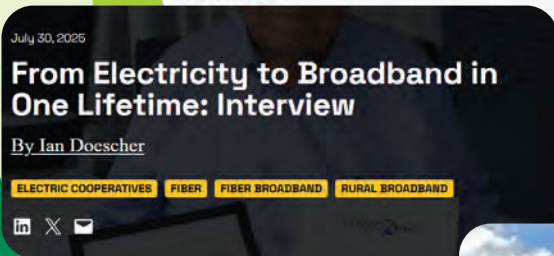 July 30, 2025
From Electricity to Broadband in
One Lifetime: Interview
By Ian Doescher
ELECTRIC COOPERATIVES FIBER FIBER BROADBAND RURAL BROADBAND
in X